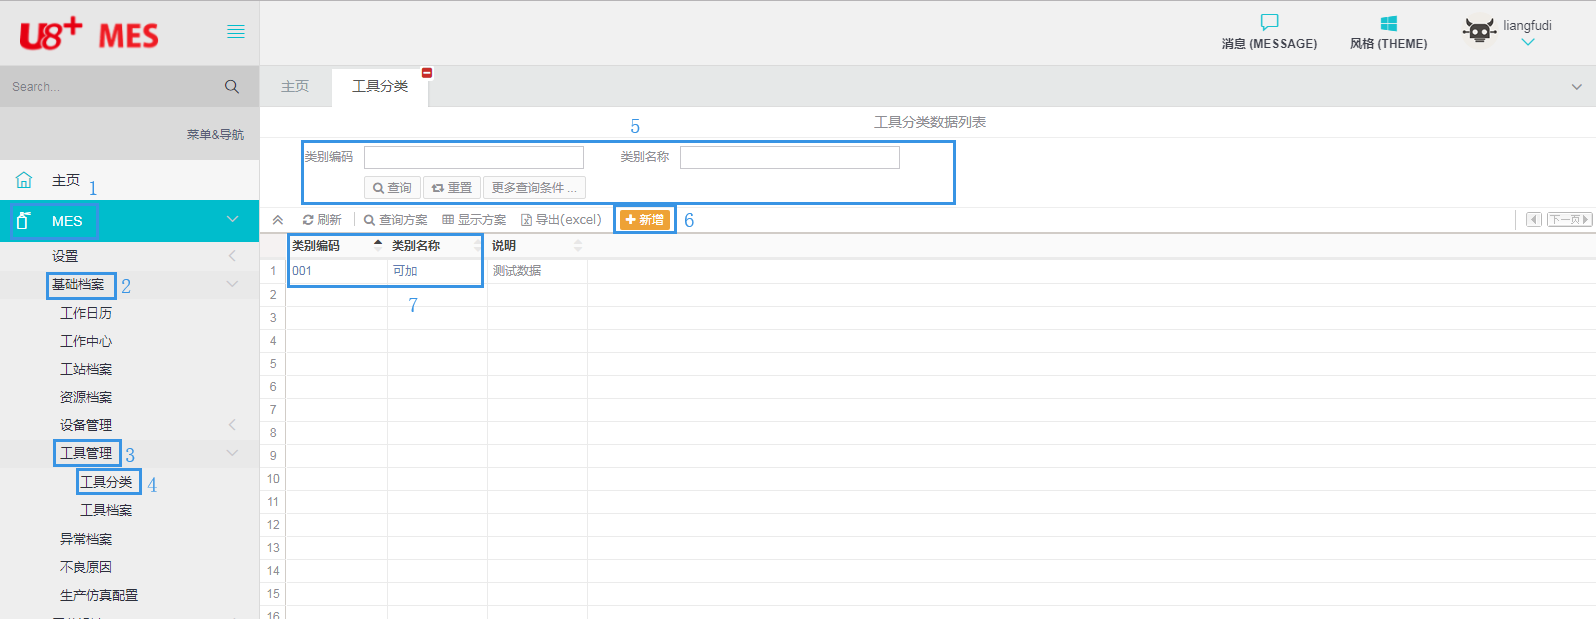 U8+ MES
消息 (MESSAGE)
风格 (THEME)
liangfudi
Search...
菜单&导航
主页
工具分类
工具分类数据列表
主页 1
MES
设置
基础档案 2
工作日历
工作中心
工站档案
资源档案
设备管理
工具管理 3
工具分类 4
工具档案
异常档案
不良原因
生产仿真配置
5
类别编码
类别名称
查询 重置 更多查询条件 ...
刷新 查询方案 显示方案 导出(excel) 新增 6
下一页
类别编码 类别名称 说明
1 001 可加 测试数据
7
2
3
4
5
6
7
8
9
10
11
12
13
14
15
16